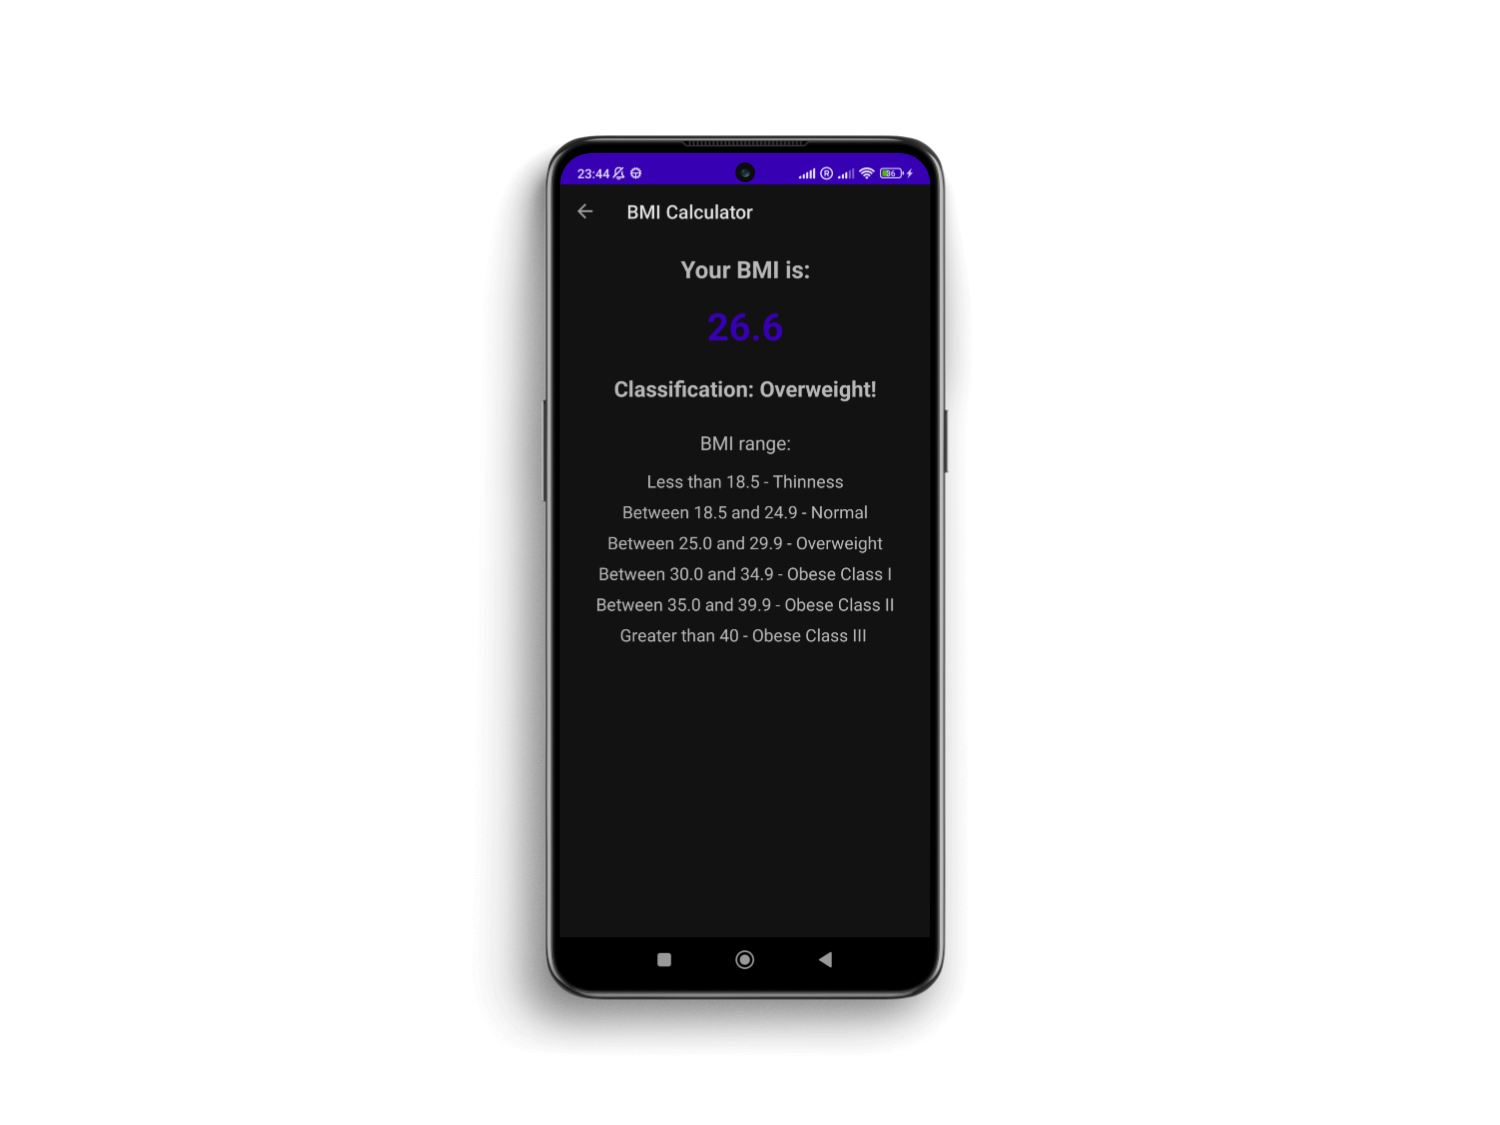 23:44
BMI Calculator
Your BMI is:
26.6
Classification: Overweight!
BMI range:
Less than 18.5 - Thinness
Between 18.5 and 24.9 - Normal
Between 25.0 and 29.9 - Overweight
Between 30.0 and 34.9 - Obese Class I
Between 35.0 and 39.9 - Obese Class II
Greater than 40 - Obese Class III